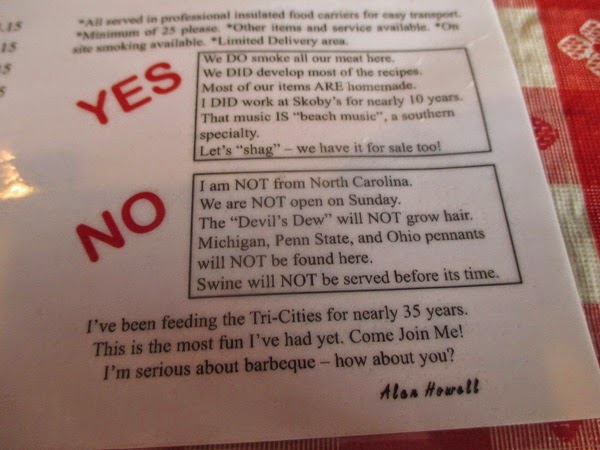 .15
*All served in professional insulated food carriers for easy transport.
15
*Minimum of 25 please. *Other items and service available. *On
site smoking available. *Limited Delivery area.
5
YES
We DO smoke all our meat here.
We DID develop most of the recipes.
Most of our items ARE homemade.
I DID work at Skoby's for nearly 10 years.
That music IS "beach music", a southern
specialty.
Let's "shag" – we have it for sale too!
NO
I am NOT from North Carolina.
We are NOT open on Sunday.
The "Devil's Dew" will NOT grow hair.
Michigan, Penn State, and Ohio pennants
will NOT be found here.
Swine will NOT be served before its time.
I've been feeding the Tri-Cities for nearly 35 years.
This is the most fun I've had yet. Come Join Me!
I'm serious about barbeque – how about you?
Alan Howell